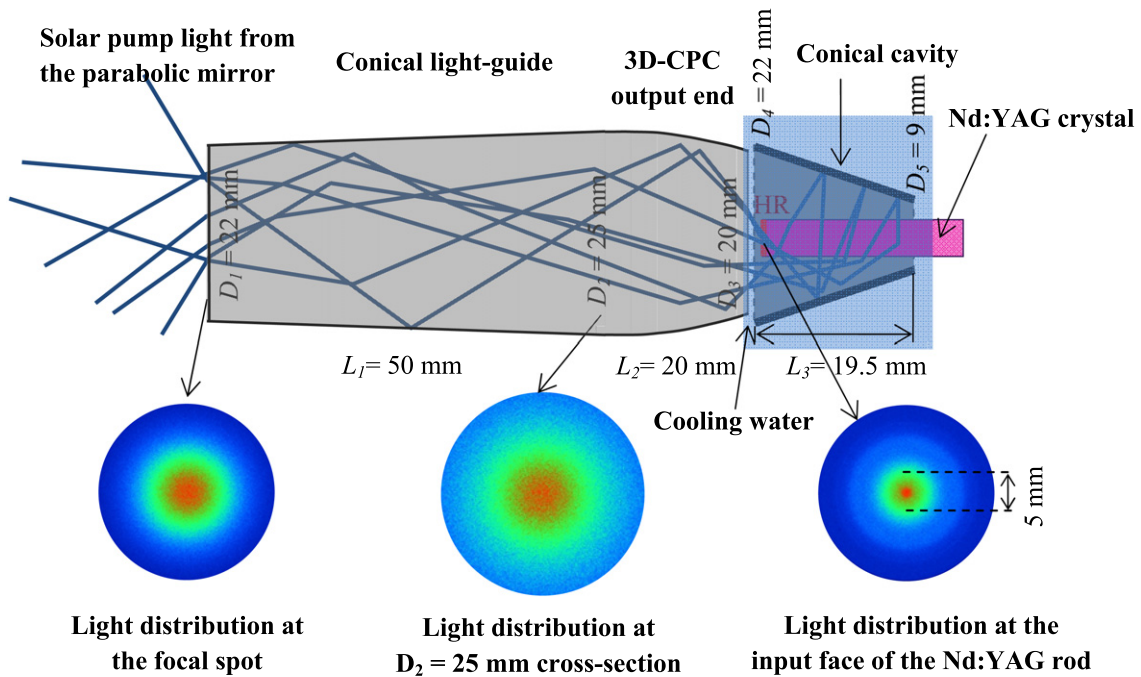 Solar pump light from
the parabolic mirror
Conical light-guide
3D-CPC
output end
D4 = 22 mm
Conical cavity
D5 = 9 mm
Nd:YAG crystal
HR
D1 = 22 mm
D2 = 25 mm
D3 = 20 mm
L1= 50 mm
L2= 20 mm
L3= 19.5 mm
Cooling water
5 mm
Light distribution at
the focal spot
Light distribution at
D2 = 25 mm cross-section
Light distribution at the
input face of the Nd:YAG rod